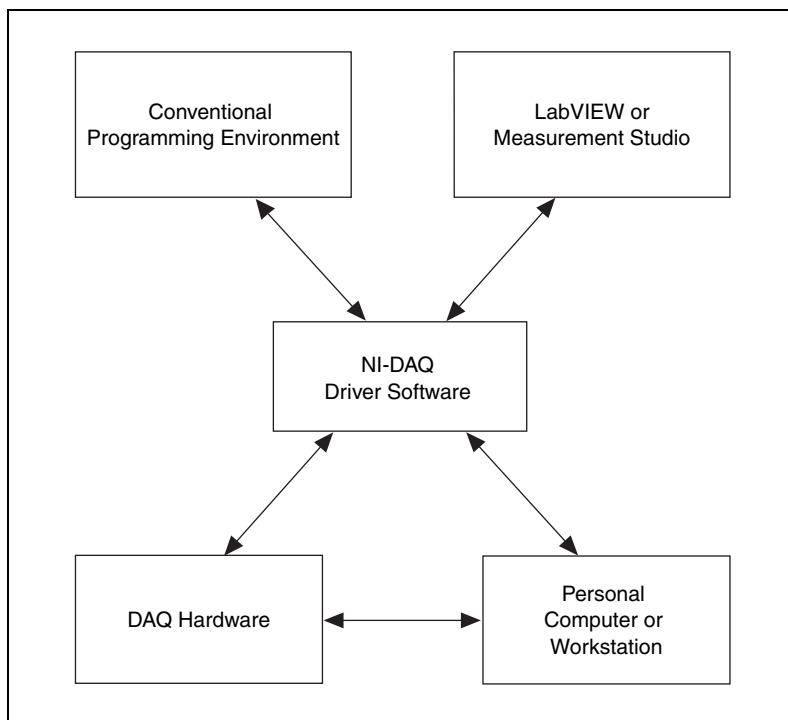 Conventional
Programming Environment
LabVIEW or
Measurement Studio
NI-DAQ
Driver Software
DAQ Hardware
Personal
Computer or
Workstation